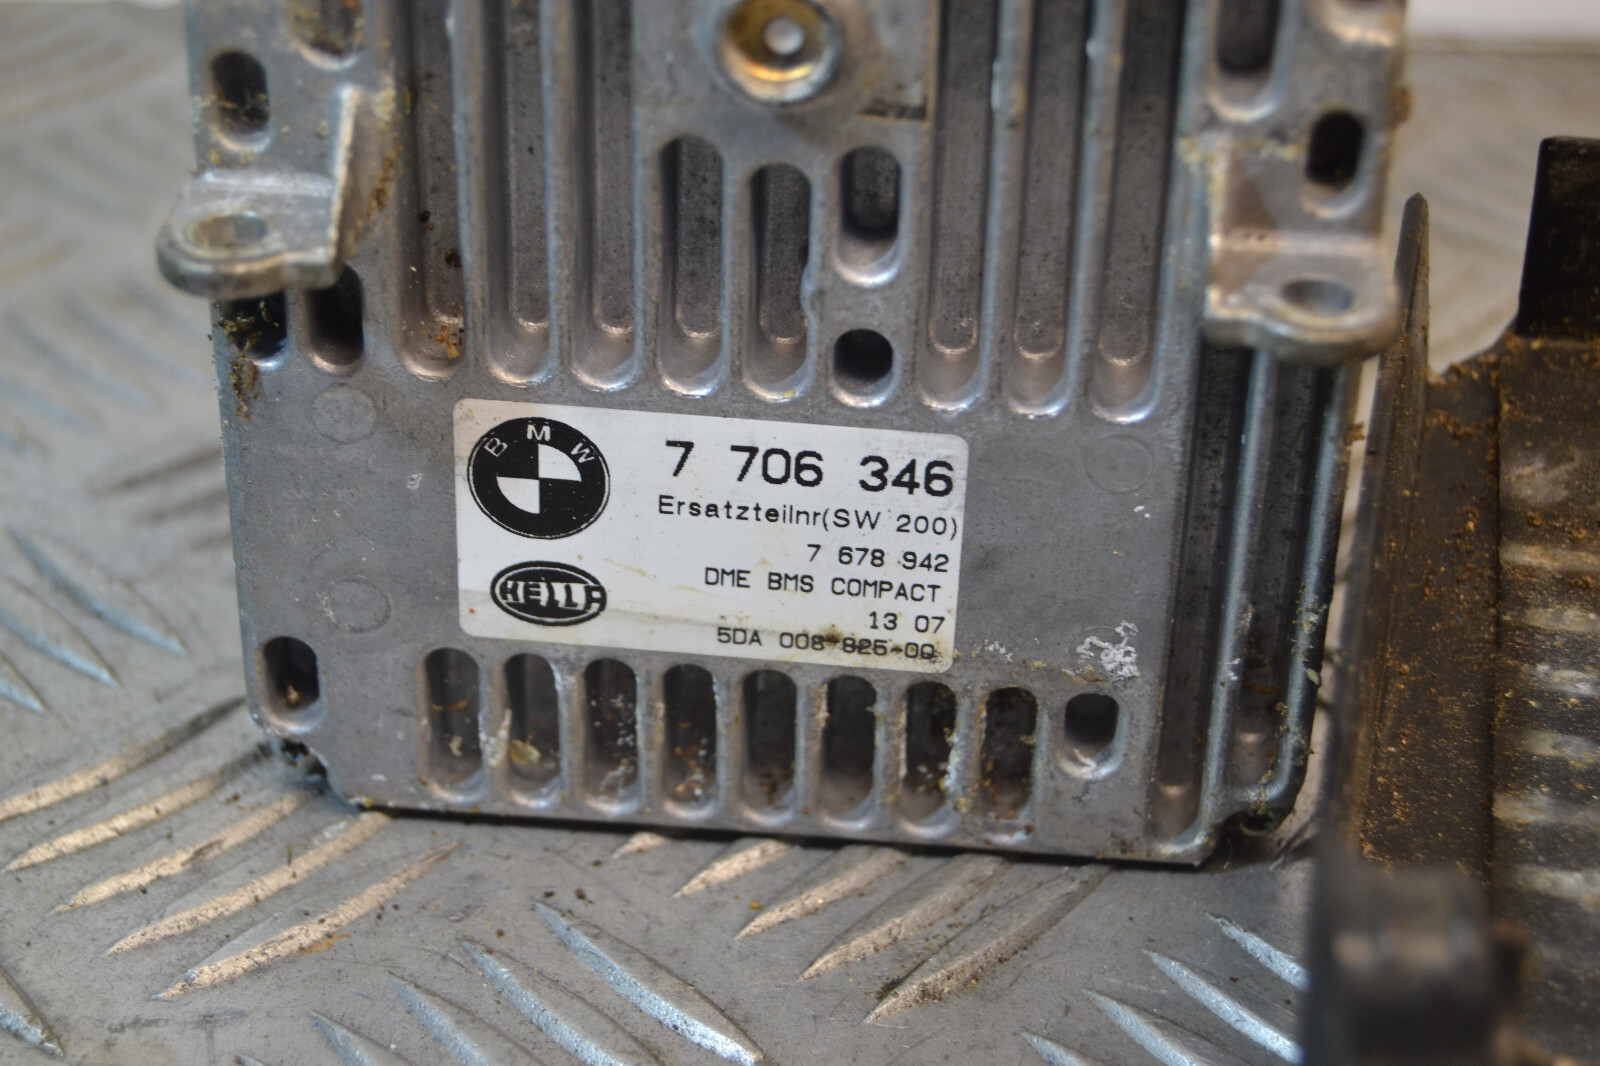 BMW
7 706 346
Ersatzteilnr(SW 200)
7 678 942
HELLA
DME BMS COMPACT
13 07
5DA 008 825-00